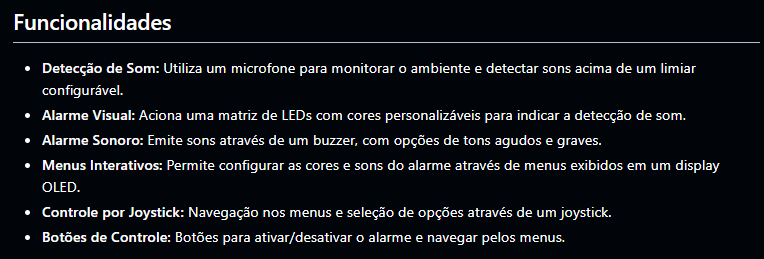 Funcionalidades
• Detecção de Som: Utiliza um microfone para monitorar o ambiente e detectar sons acima de um limiar
configurável.
• Alarme Visual: Aciona uma matriz de LEDs com cores personalizáveis para indicar a detecção de som.
• Alarme Sonoro: Emite sons através de um buzzer, com opções de tons agudos e graves.
• Menus Interativos: Permite configurar as cores e sons do alarme através de menus exibidos em um display
OLED.
• Controle por Joystick: Navegação nos menus e seleção de opções através de um joystick.
• Botões de Controle: Botões para ativar/desativar o alarme e navegar pelos menus.